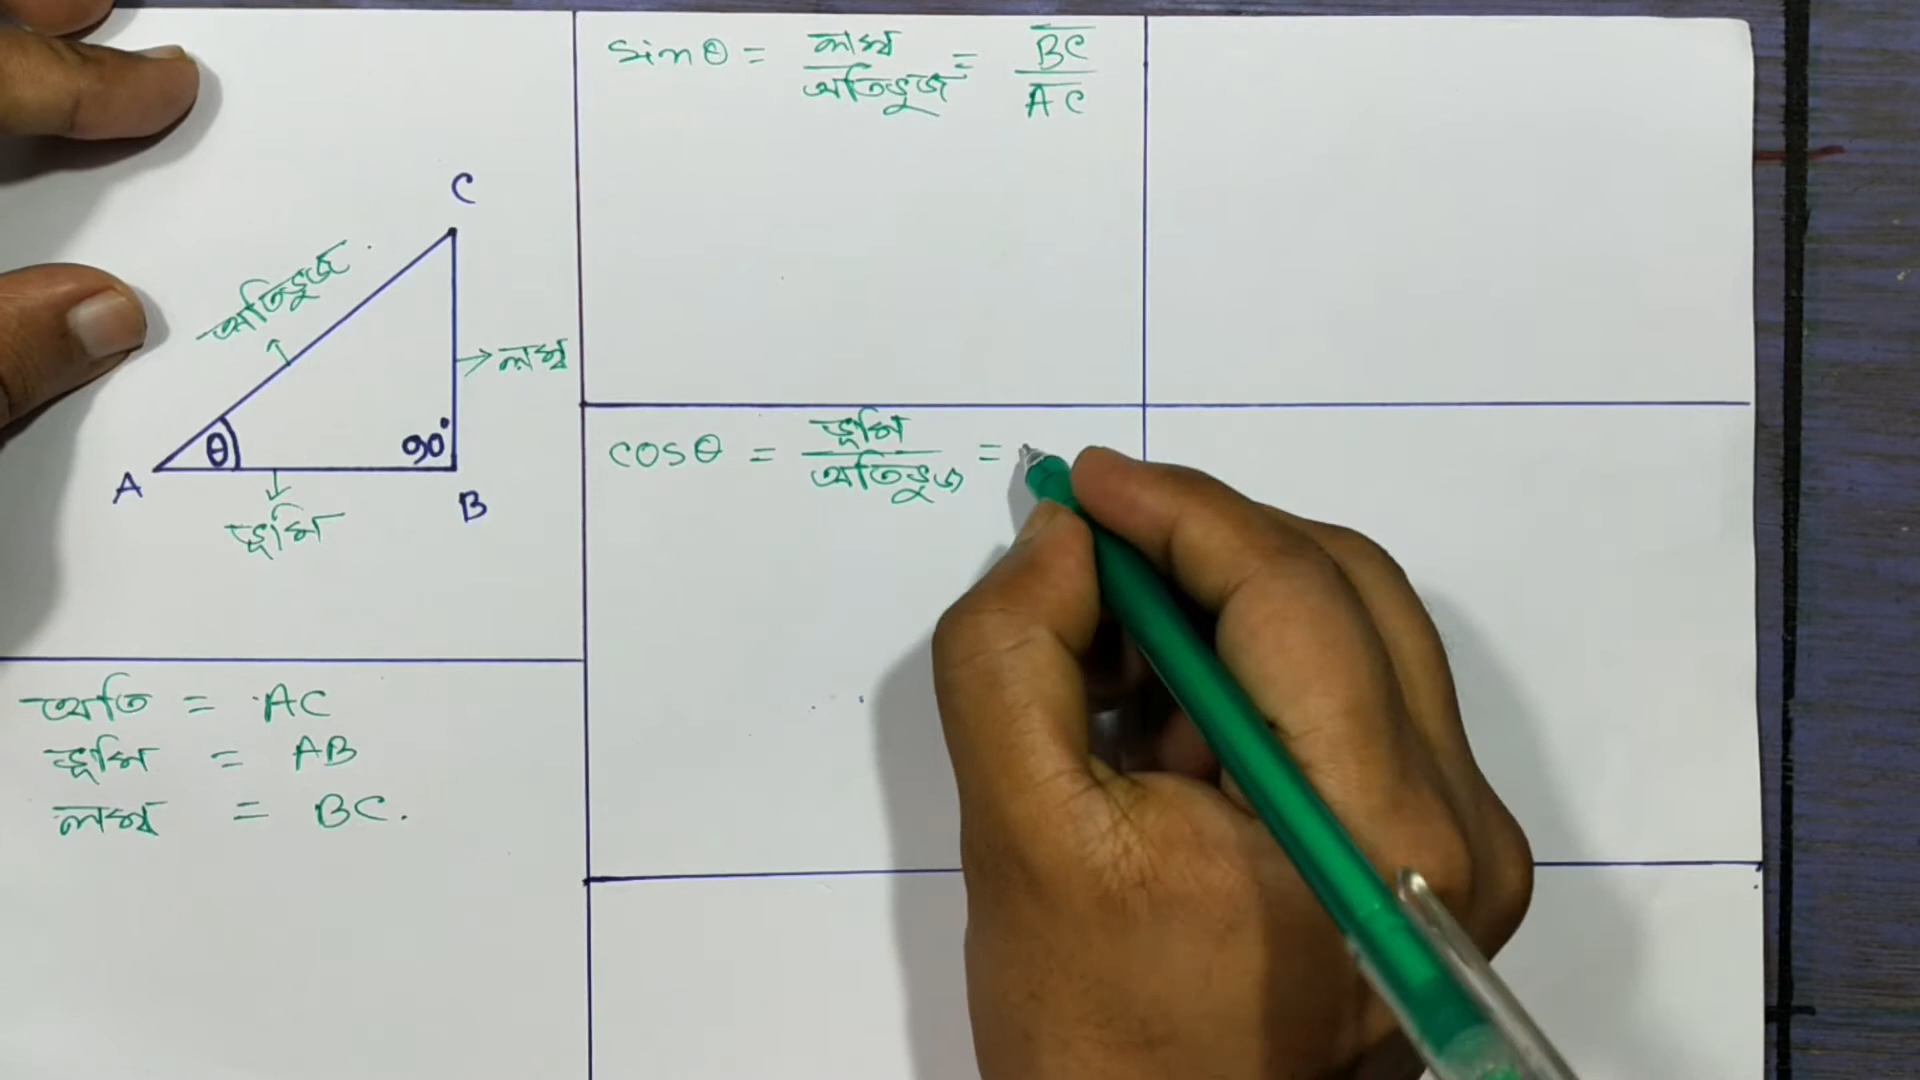 C
অতিভুজ
লম্ব
θ
90°
A
B
ভূমি
অতি = AC
ভূমি = AB
লম্ব = BC.
sinθ = লম্ব / অতিভুজ = BC / AC
cosθ = ভূমি / অতিভুজ =